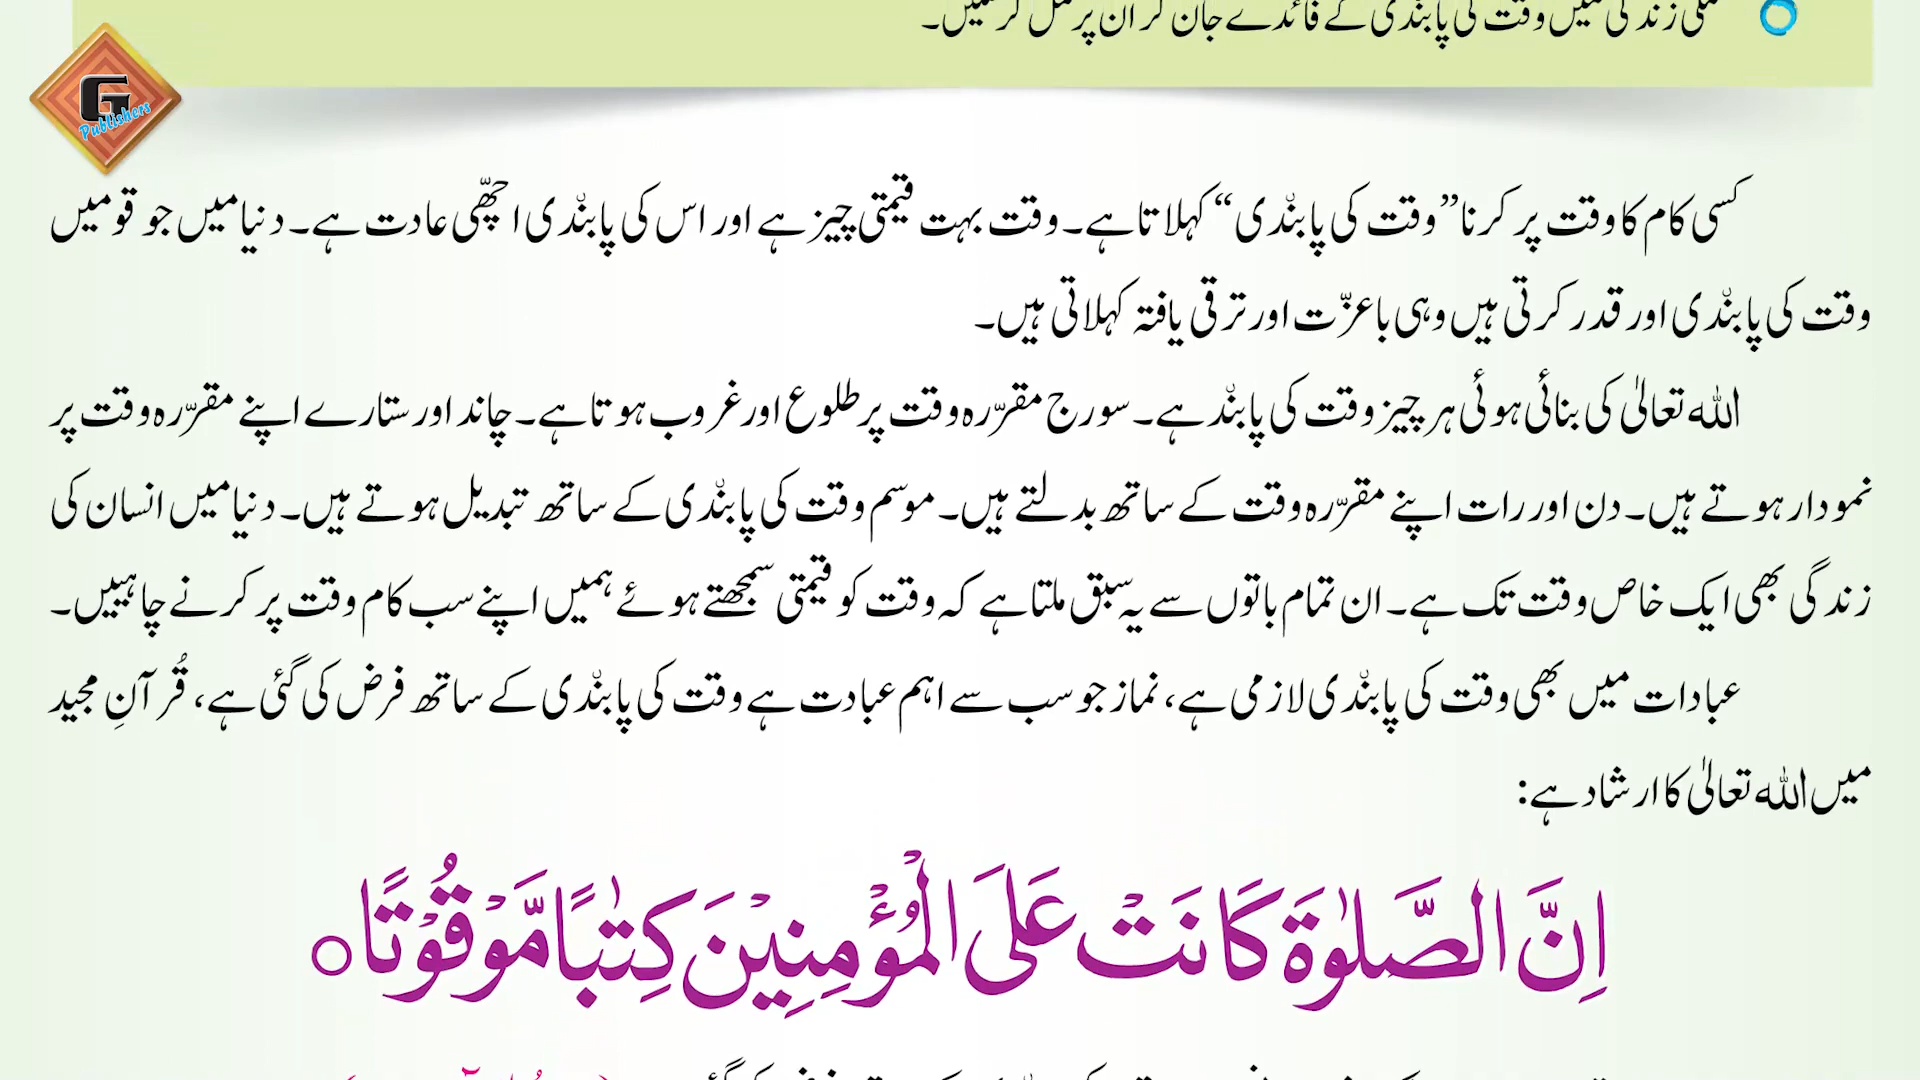 عملی زندگی میں وقت کی پابندی کے فائدے جان کر ان پر عمل کر سکیں۔
G
Publishers
کسی کام کا وقت پر کرنا ”وقت کی پابندی“ کہلاتا ہے۔ وقت بہت قیمتی چیز ہے اور اس کی پابندی اچھّی عادت ہے۔ دنیا میں جو قومیں
وقت کی پابندی اور قدر کرتی ہیں وہی باعزّت اور ترقی یافتہ کہلاتی ہیں۔
اللہ تعالیٰ کی بنائی ہوئی ہر چیز وقت کی پابند ہے۔ سورج مقرّرہ وقت پر طلوع اور غروب ہوتا ہے۔ چاند اور ستارے اپنے مقرّرہ وقت پر
نمودار ہوتے ہیں۔ دن اور رات اپنے مقرّرہ وقت کے ساتھ بدلتے ہیں۔ موسم وقت کی پابندی کے ساتھ تبدیل ہوتے ہیں۔ دنیا میں انسان کی
زندگی بھی ایک خاص وقت تک ہے۔ ان تمام باتوں سے یہ سبق ملتا ہے کہ وقت کو قیمتی سمجھتے ہوئے ہمیں اپنے سب کام وقت پر کرنے چاہییں۔
عبادات میں بھی وقت کی پابندی لازمی ہے، نماز جو سب سے اہم عبادت ہے وقت کی پابندی کے ساتھ فرض کی گئی ہے، قُرآنِ مجید
میں اللہ تعالیٰ کا ارشاد ہے:
اِنَّ الصَّلٰوةَ كَانَتْ عَلَى الْمُؤْمِنِيْنَ كِتٰبًا مَّوْقُوْتًا ○